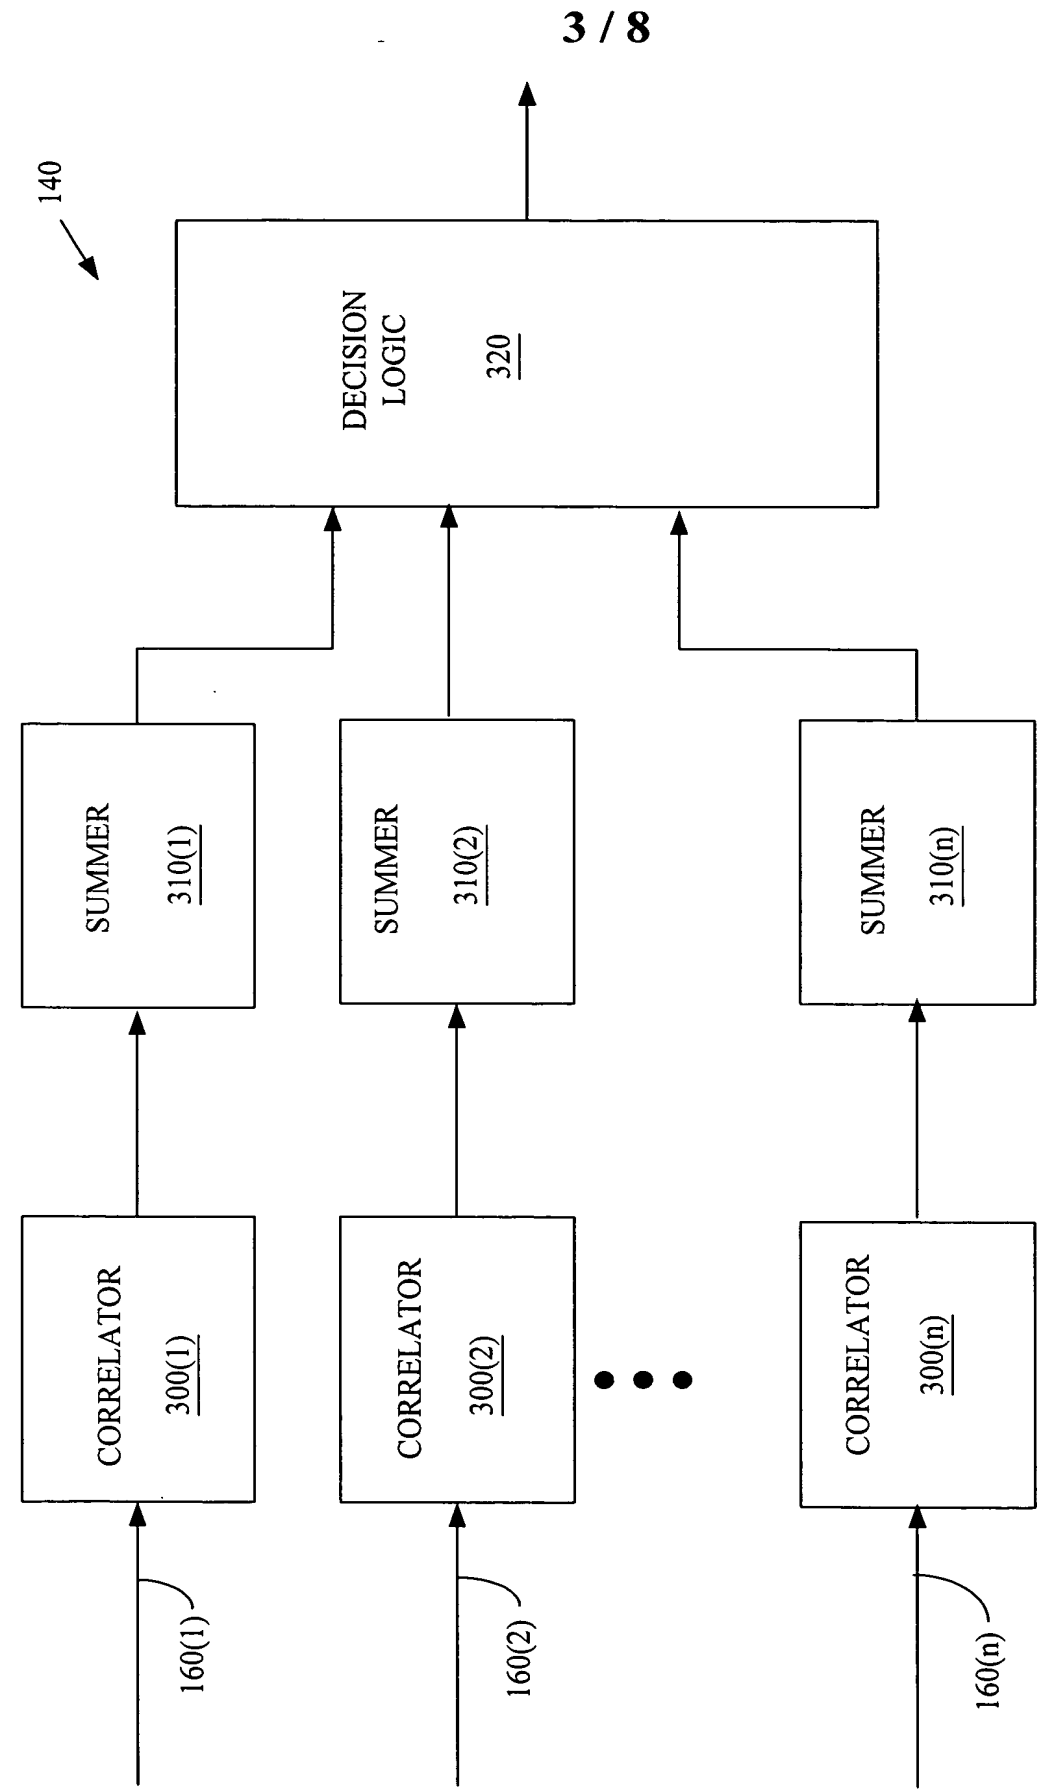 3 / 8
140
DECISION
LOGIC
320
SUMMER
310(1)
SUMMER
310(2)
SUMMER
310(n)
CORRELATOR
300(1)
CORRELATOR
300(2)
CORRELATOR
300(n)
160(1)
160(2)
160(n)